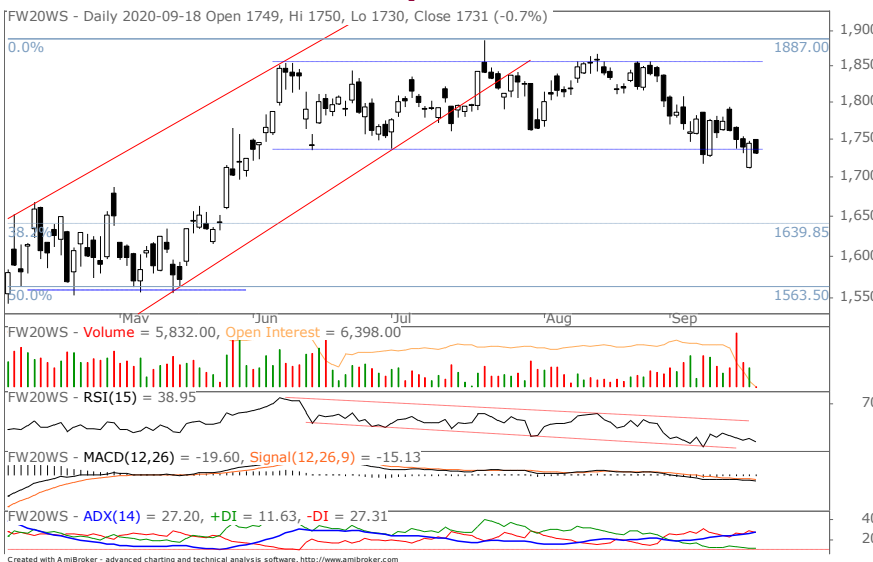 FW20WS - Daily 2020-09-18 Open 1749, Hi 1750, Lo 1730, Close 1731 (-0.7%)
1,900
0.0% 1887.00
1,850
1,800
1,750
1,700
1,650
38.2% 1639.85
1,600
50.0% 1563.50
1,550
May Jun Jul Aug Sep
FW20WS - Volume = 5,832.00, Open Interest = 6,398.00
FW20WS - RSI(15) = 38.95
70
FW20WS - MACD(12,26) = -19.60, Signal(12,26,9) = -15.13
FW20WS - ADX(14) = 27.20, +DI = 11.63, -DI = 27.31
40
20
Created with AmiBroker - advanced charting and technical analysis software. http://www.amibroker.com